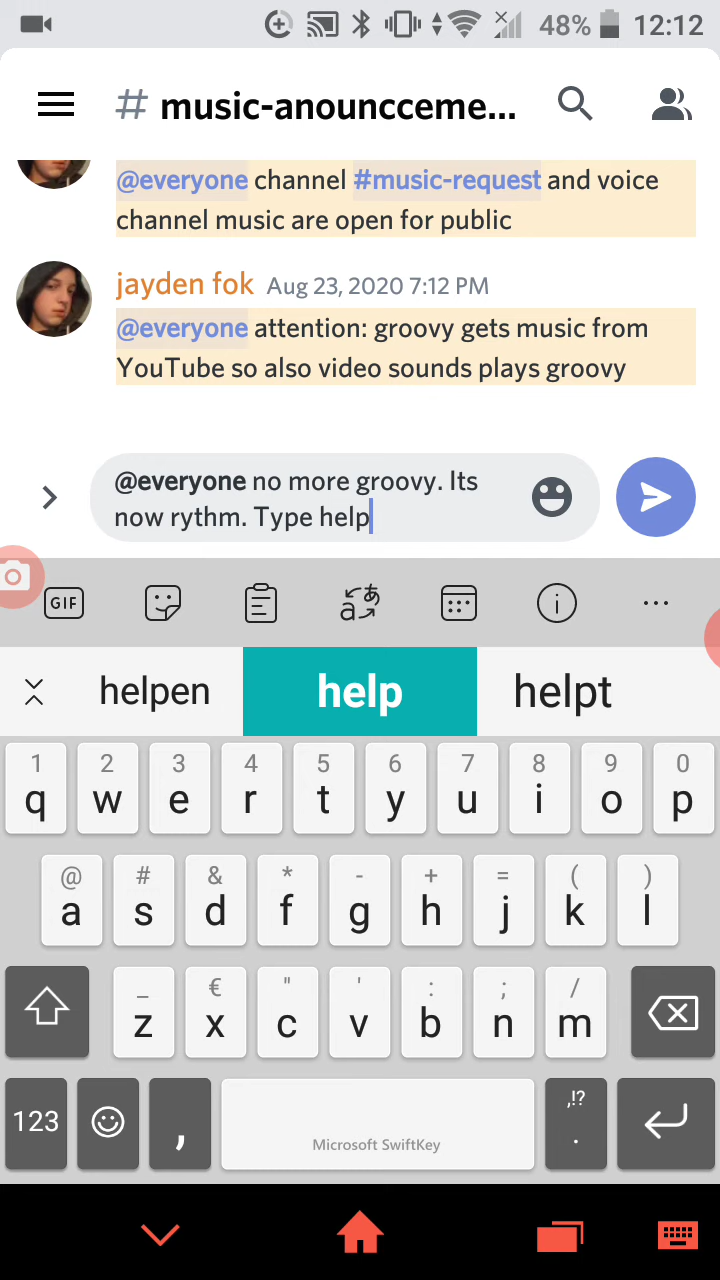 48% 12:12
# music-anouncceme...
@everyone channel #music-request and voice
channel music are open for public
jayden fok Aug 23, 2020 7:12 PM
@everyone attention: groovy gets music from
YouTube so also video sounds plays groovy
@everyone no more groovy. Its
now rythm. Type help
GIF
helpen help helpt
1 2 3 4 5 6 7 8 9 0
q w e r t y u i o p
@ # & * - + = ( )
a s d f g h j k l
_ € " ' : ; /
z x c v b n m
123 , Microsoft SwiftKey ,!? .